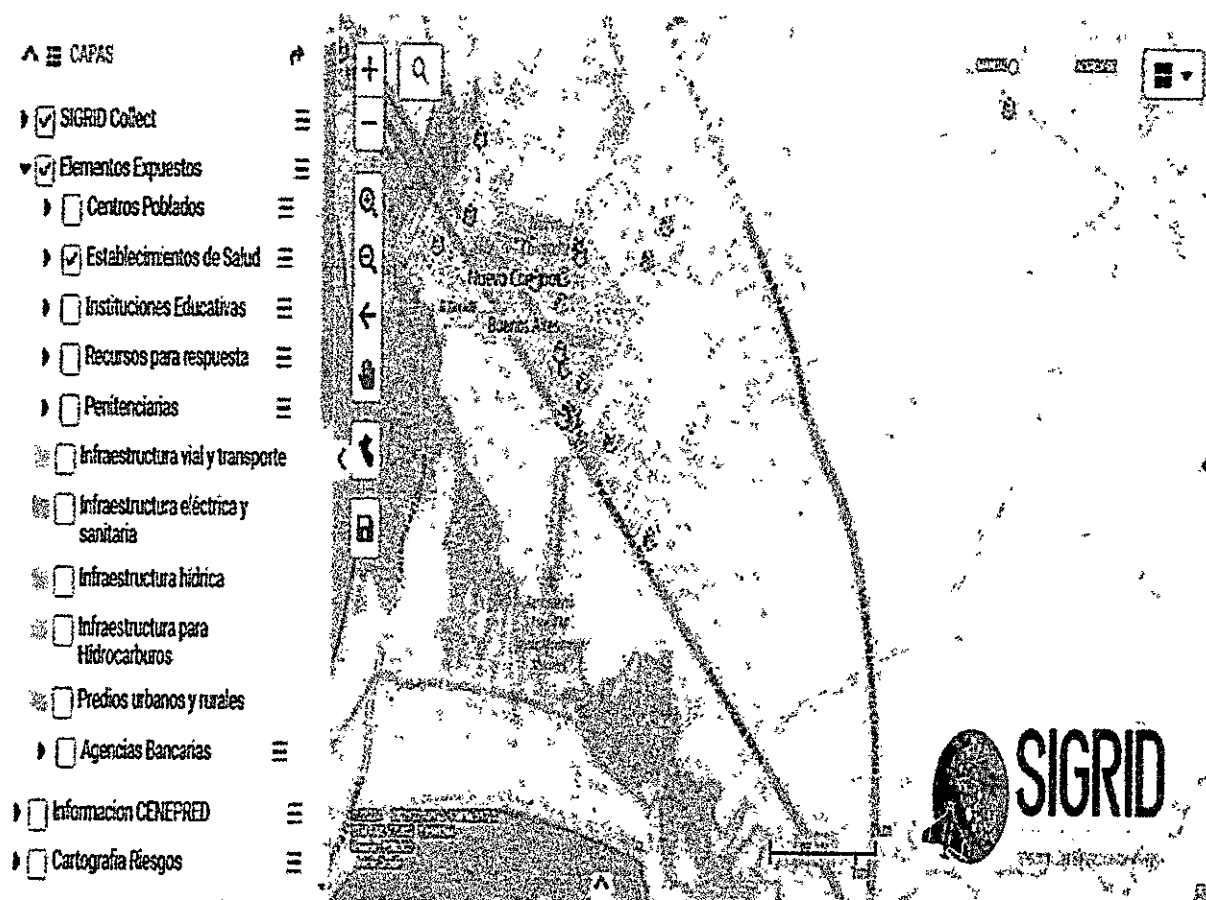 CAPAS
SIGRID Collect
Elementos Expuestos
Centros Poblados
Establecimientos de Salud
Instituciones Educativas
Recursos para respuesta
Penitenciarias
Infraestructura vial y transporte
Infraestructura eléctrica y
sanitaria
Infraestructura hídrica
Infraestructura para
Hidrocarburos
Predios urbanos y rurales
Agencias Bancarias
Informacion CENEPRED
Cartografia Riesgos
Nuevo
Buenos Aires
SIGRID